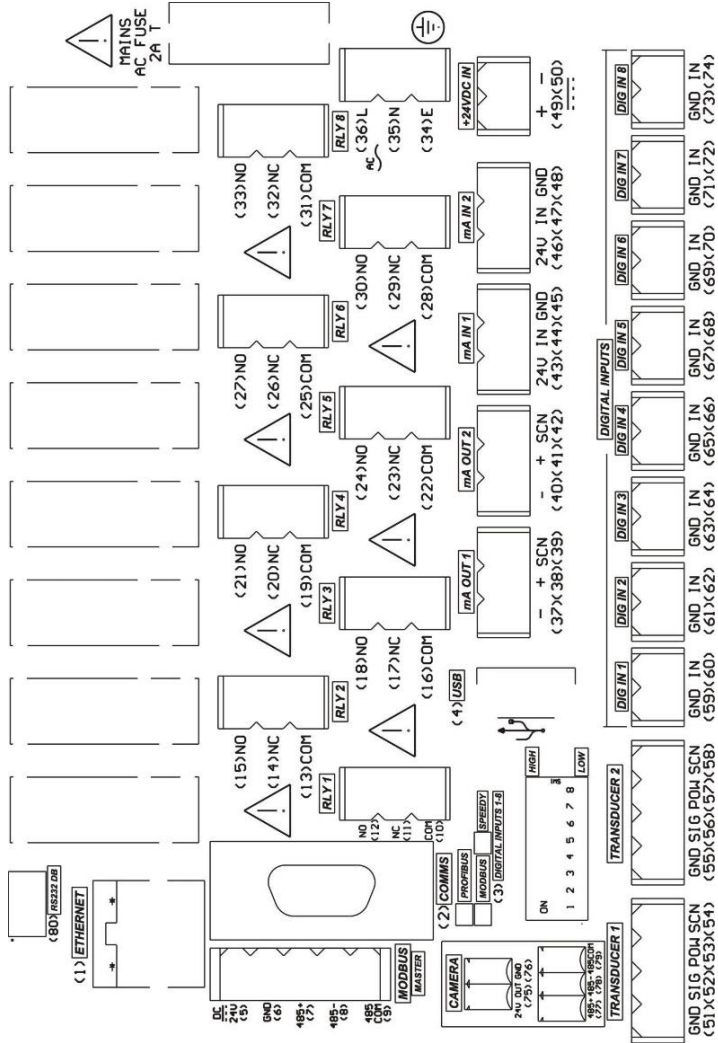 MAINS
AC FUSE
2A T
(80) RS232 DB
(1) ETHERNET
DC
24V
(5)
GND
(6)
485+
(7)
485-
(8)
485
COM
(9)
MODBUS
MASTER
(2) COMMS
PROFIBUS
MODBUS
SPEEDY
(3) DIGITAL INPUTS 1-8
NO
(12)
NC
(11)
COM
(10)
RLY 1
(15)NO
(14)NC
(13)COM
RLY 2
(18)NO
(17)NC
(16)COM
RLY 3
(21)NO
(20)NC
(19)COM
RLY 4
(24)NO
(23)NC
(22)COM
RLY 5
(27)NO
(26)NC
(25)COM
RLY 6
(30)NO
(29)NC
(28)COM
RLY 7
(33)NO
(32)NC
(31)COM
RLY 8
(36)L
(35)N
(34)E
AC
(4) USB
mA OUT 1
- + SCN
(37)(38)(39)
mA OUT 2
- + SCN
(40)(41)(42)
mA IN 1
24V IN GND
(43)(44)(45)
mA IN 2
24V IN GND
(46)(47)(48)
+24VDC IN
+ -
(49)(50)
HIGH
LOW
ON
1 2 3 4 5 6 7 8
CAMERA
24V OUT GND
(75)(76)
485+485-485COM
(77) (78) (79)
TRANSDUCER 1
GND SIG POW SCN
(51)(52)(53)(54)
TRANSDUCER 2
GND SIG POW SCN
(55)(56)(57)(58)
DIGITAL INPUTS
DIG IN 1
GND IN
(59)(60)
DIG IN 2
GND IN
(61)(62)
DIG IN 3
GND IN
(63)(64)
DIG IN 4
GND IN
(65)(66)
DIG IN 5
GND IN
(67)(68)
DIG IN 6
GND IN
(69)(70)
DIG IN 7
GND IN
(71)(72)
DIG IN 8
GND IN
(73)(74)